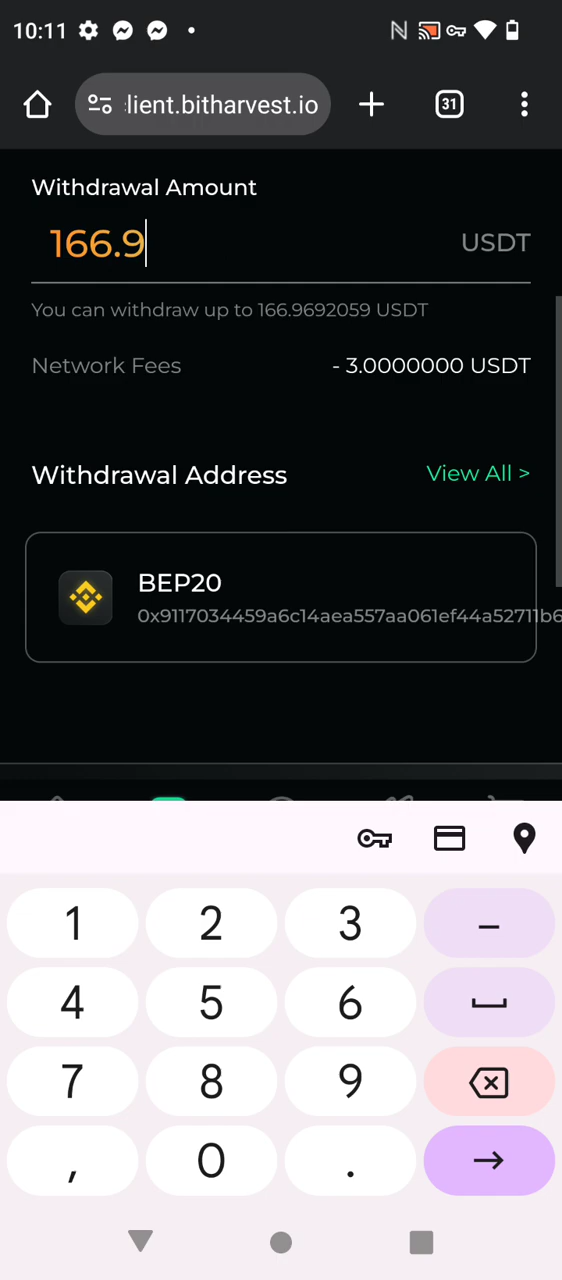 10:11
:lient.bitharvest.io
31
Withdrawal Amount
166.9 USDT
You can withdraw up to 166.9692059 USDT
Network Fees - 3.0000000 USDT
Withdrawal Address View All >
BEP20
0x9117034459a6c14aea557aa061ef44a52711b6
1 2 3 –
4 5 6
7 8 9
, 0 . →